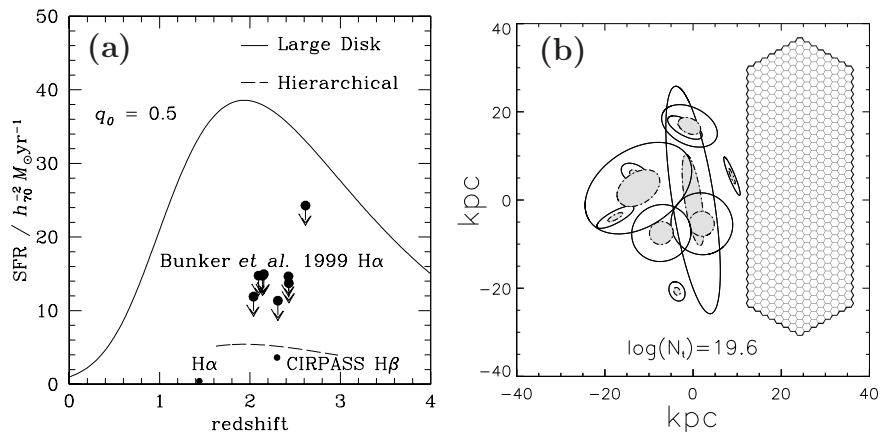 (a)
Large Disk
Hierarchical
q₀ = 0.5
Bunker et al. 1999 Hα
Hα
CIRPASS Hβ
SFR / h₇₀⁻² M⊙yr⁻¹
50
40
30
20
10
0
0 1 2 3 4
redshift
(b)
log(Nₜ)=19.6
kpc
40
20
0
-20
-40
-40 -20 0 20 40
kpc